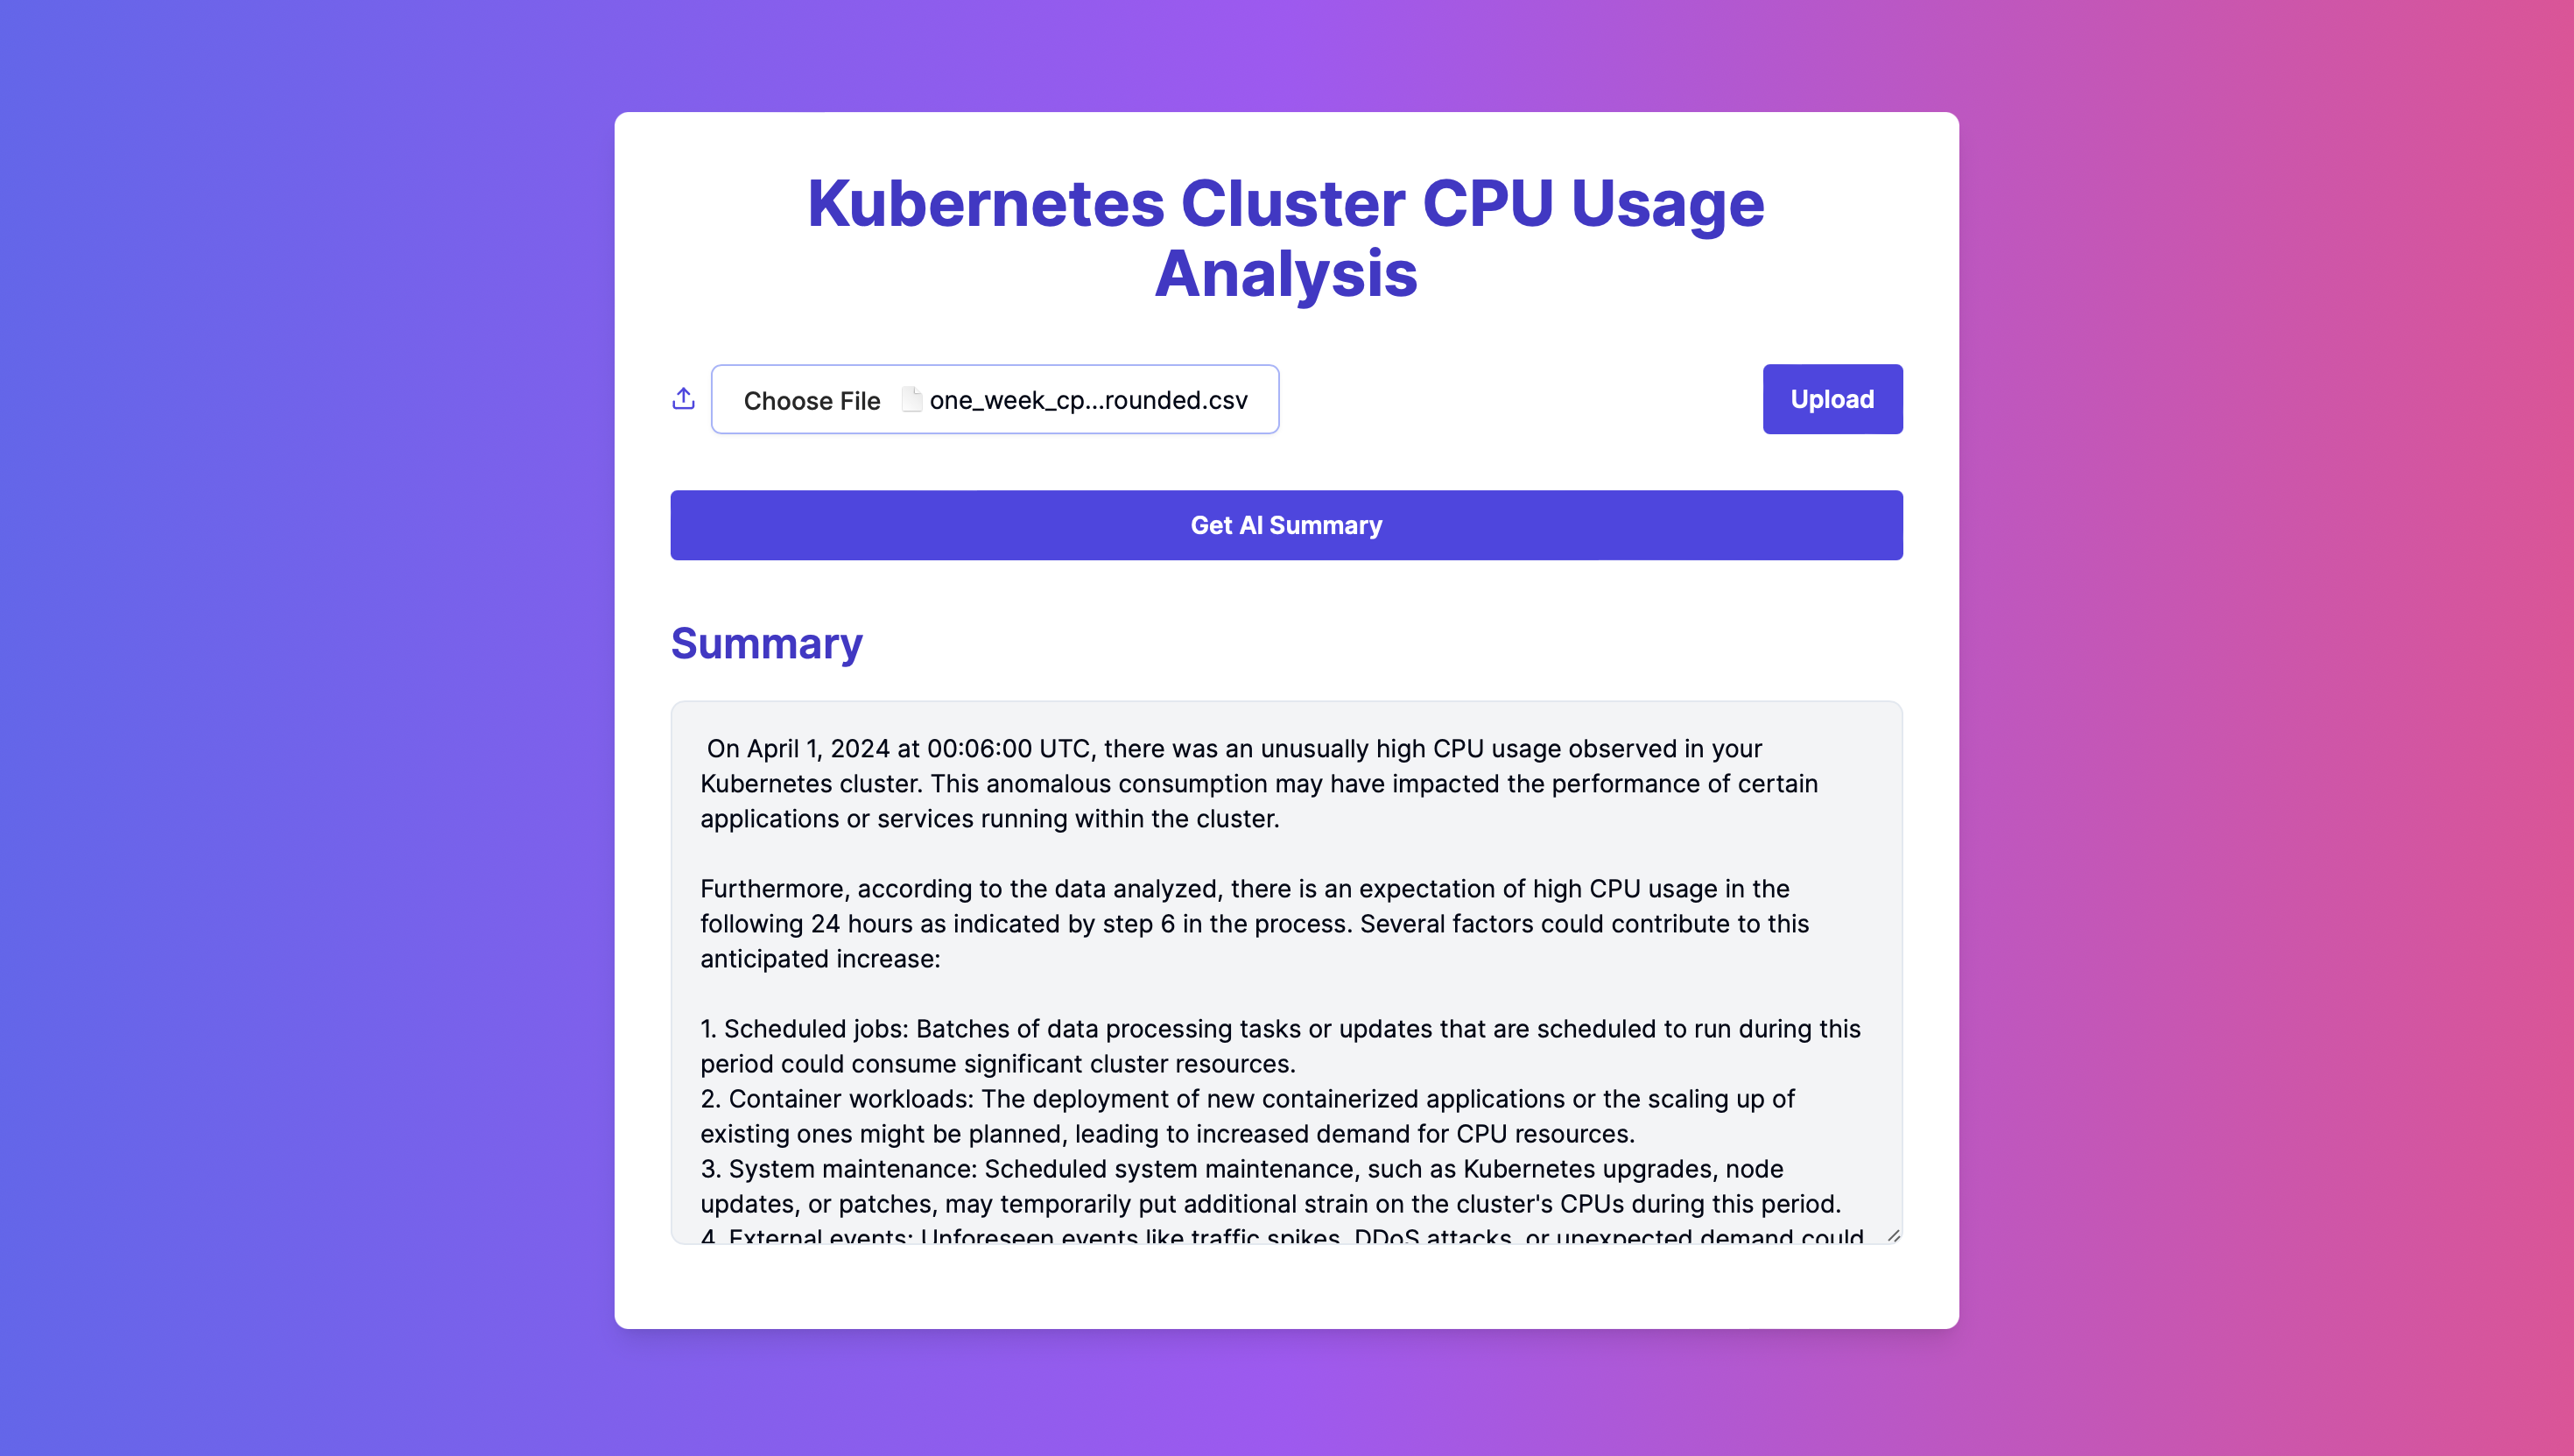 Kubernetes Cluster CPU Usage
Analysis
Choose File one_week_cp...rounded.csv
Upload
Get AI Summary
Summary
On April 1, 2024 at 00:06:00 UTC, there was an unusually high CPU usage observed in your
Kubernetes cluster. This anomalous consumption may have impacted the performance of certain
applications or services running within the cluster.
Furthermore, according to the data analyzed, there is an expectation of high CPU usage in the
following 24 hours as indicated by step 6 in the process. Several factors could contribute to this
anticipated increase:
1. Scheduled jobs: Batches of data processing tasks or updates that are scheduled to run during this
period could consume significant cluster resources.
2. Container workloads: The deployment of new containerized applications or the scaling up of
existing ones might be planned, leading to increased demand for CPU resources.
3. System maintenance: Scheduled system maintenance, such as Kubernetes upgrades, node
updates, or patches, may temporarily put additional strain on the cluster's CPUs during this period.
4. External events: Unforeseen events like traffic spikes, DDoS attacks, or unexpected demand could